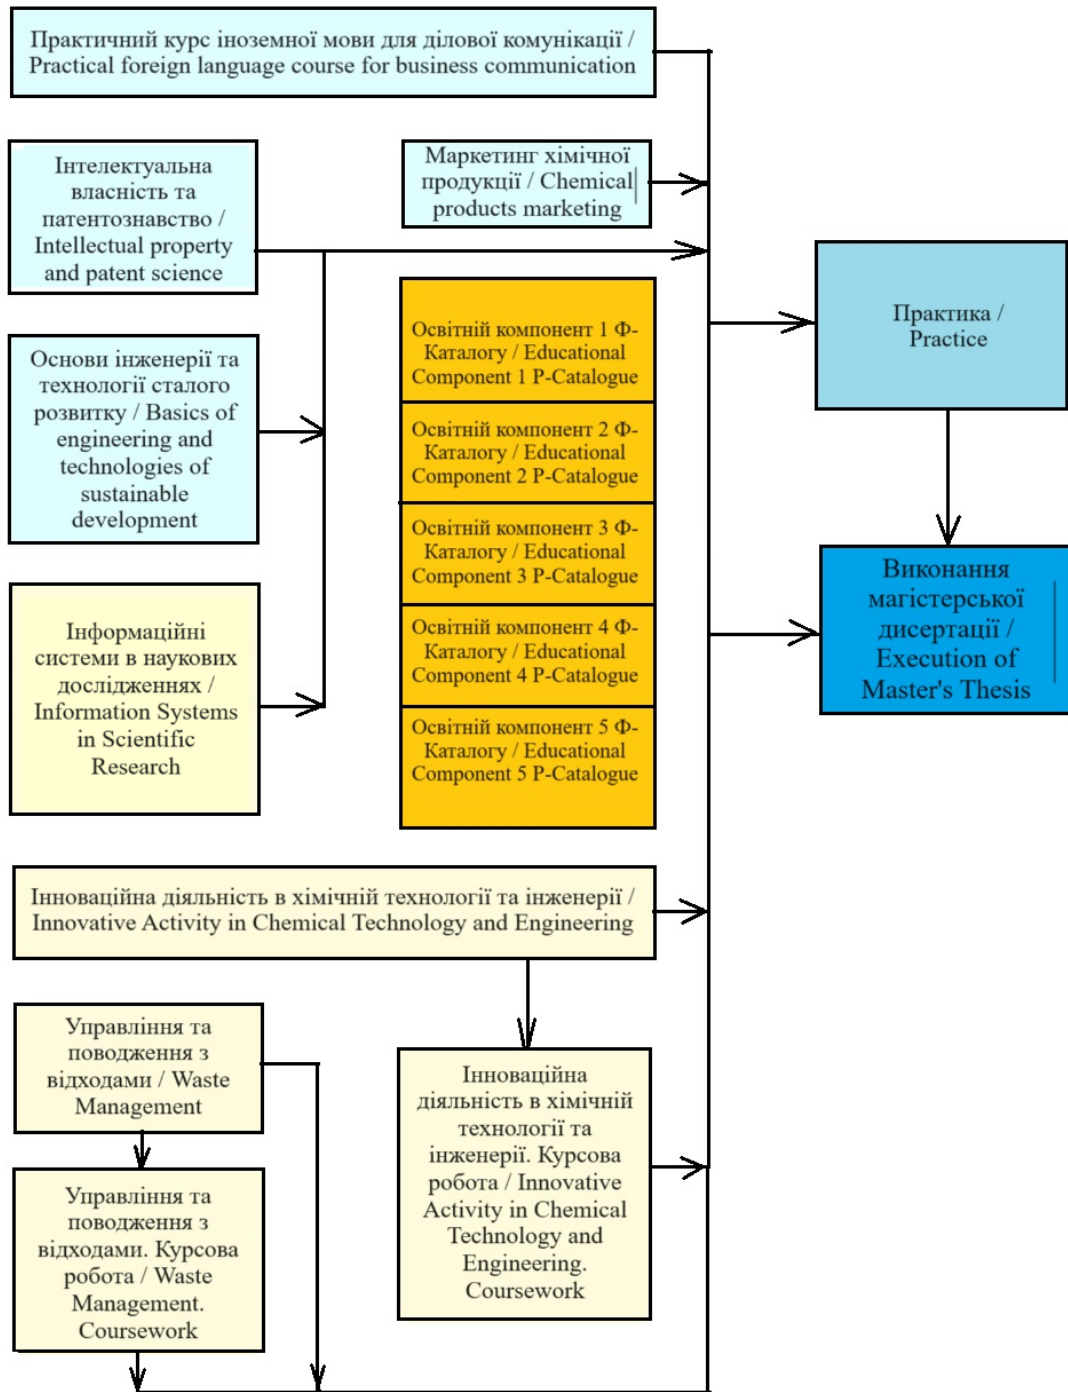 Практичний курс іноземної мови для ділової комунікації /
Practical foreign language course for business communication
Інтелектуальна
власність та
патентознавство /
Intellectual property
and patent science
Маркетинг хімічної
продукції / Chemical
products marketing
Основи інженерії та
технології сталого
розвитку / Basics of
engineering and
technologies of
sustainable
development
Інформаційні
системи в наукових
дослідженнях /
Information Systems
in Scientific
Research
Освітній компонент 1 Ф-
Каталогу / Educational
Component 1 P-Catalogue
Освітній компонент 2 Ф-
Каталогу / Educational
Component 2 P-Catalogue
Освітній компонент 3 Ф-
Каталогу / Educational
Component 3 P-Catalogue
Освітній компонент 4 Ф-
Каталогу / Educational
Component 4 P-Catalogue
Освітній компонент 5 Ф-
Каталогу / Educational
Component 5 P-Catalogue
Практика /
Practice
Виконання
магістерської
дисертації /
Execution of
Master's Thesis
Інноваційна діяльність в хімічній технології та інженерії /
Innovative Activity in Chemical Technology and Engineering
Управління та
поводження з
відходами / Waste
Management
Управління та
поводження з
відходами. Курсова
робота / Waste
Management.
Coursework
Інноваційна
діяльність в хімічній
технології та
інженерії. Курсова
робота / Innovative
Activity in Chemical
Technology and
Engineering.
Coursework